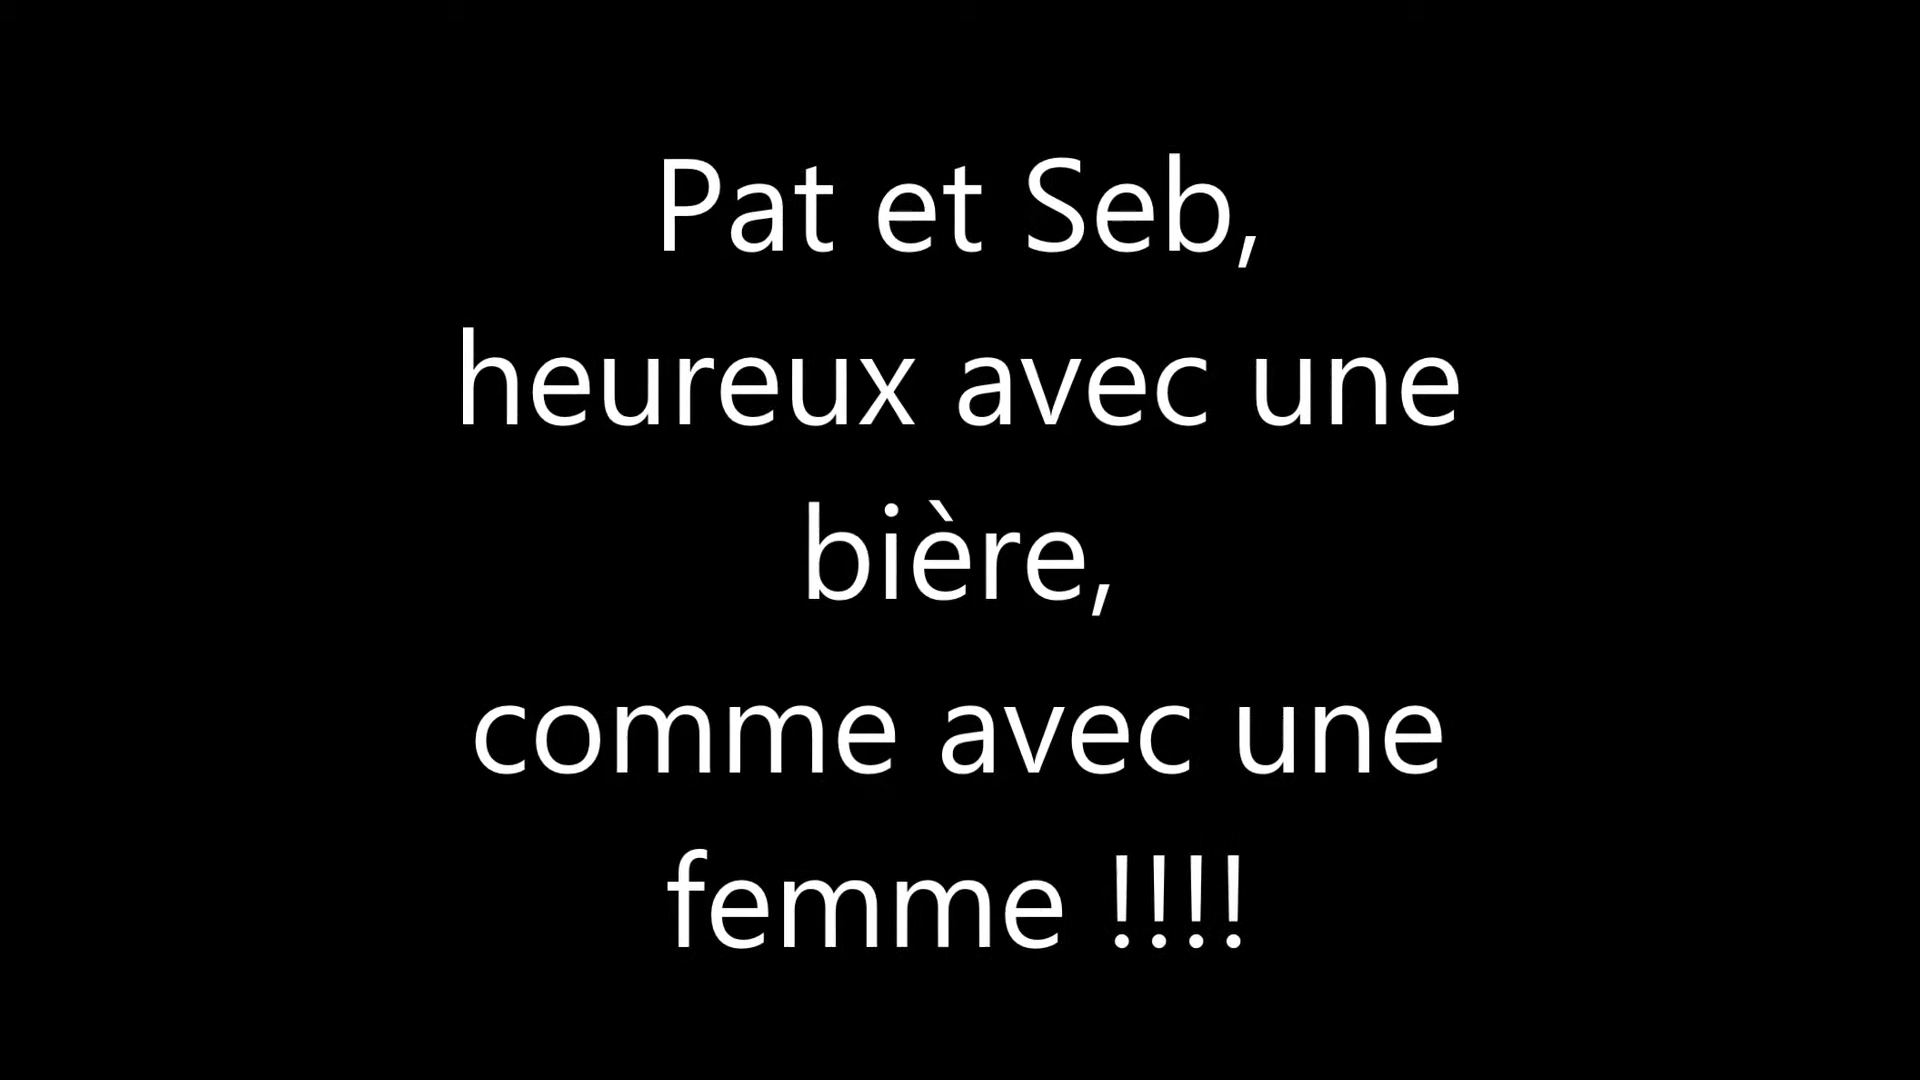 Pat et Seb,
heureux avec une
bière,
comme avec une
femme !!!!